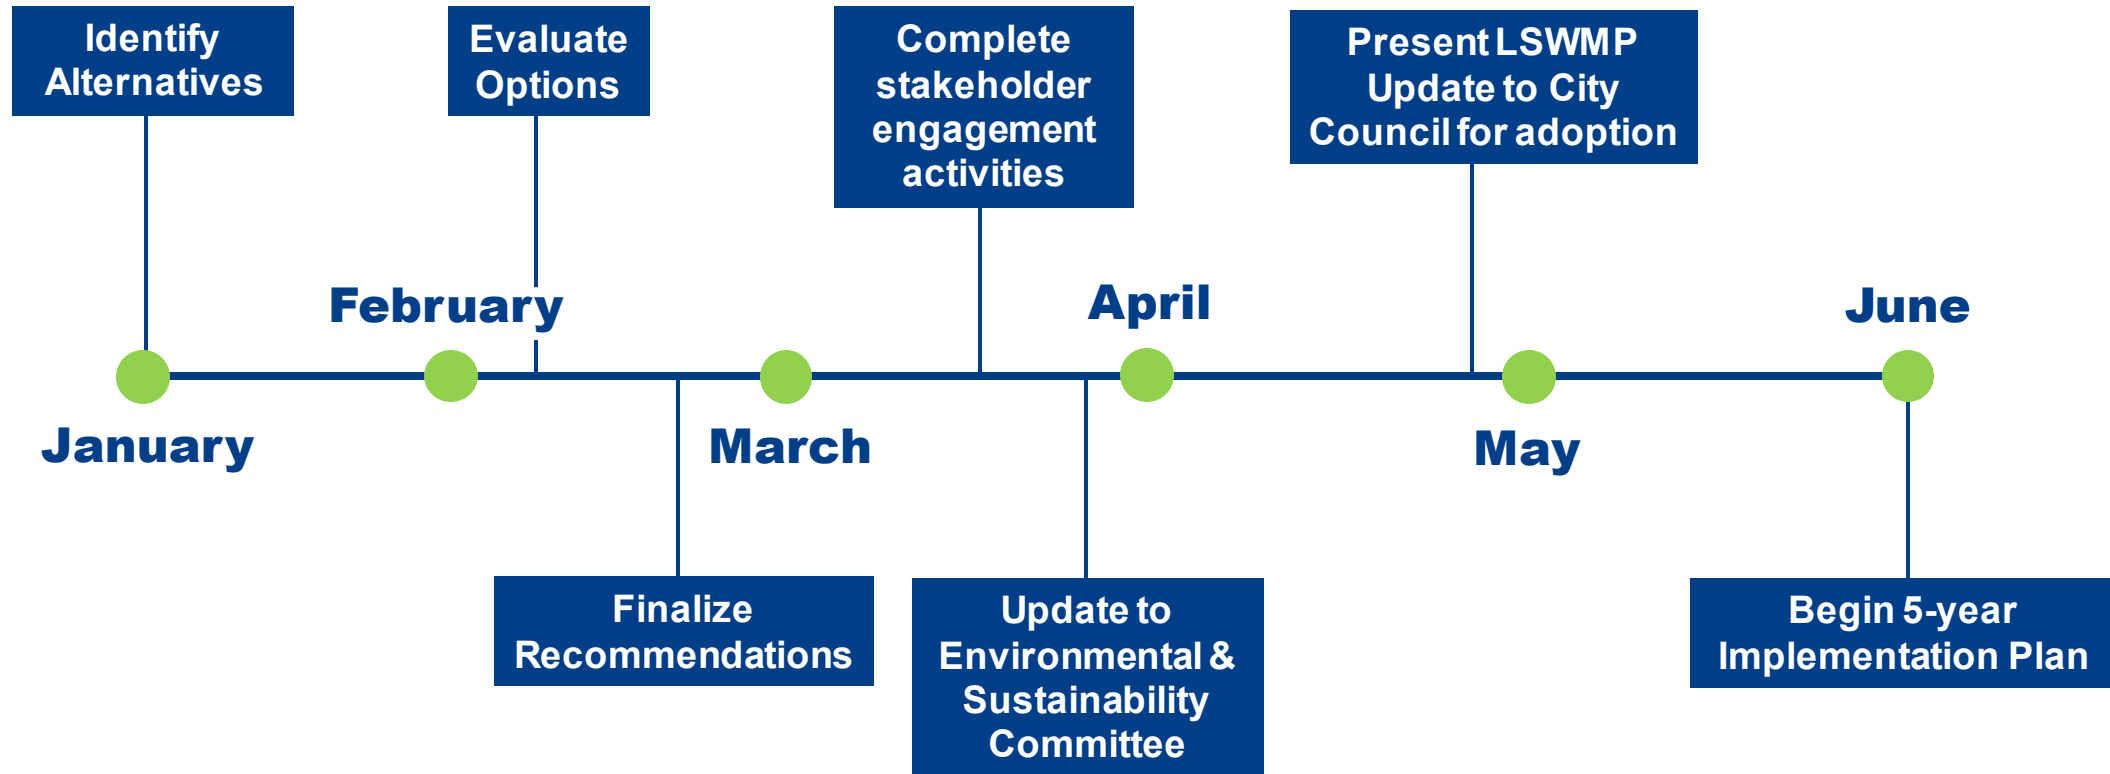 Identify
Alternatives
Evaluate
Options
Complete
stakeholder
engagement
activities
Present LSWMP
Update to City
Council for adoption
January
February
March
April
May
June
Finalize
Recommendations
Update to
Environmental &
Sustainability
Committee
Begin 5-year
Implementation Plan